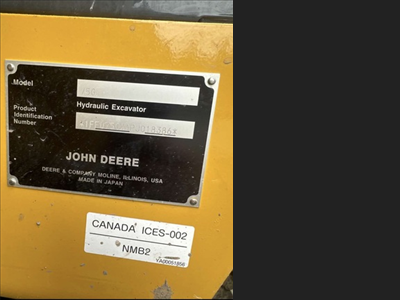 Model
Hydraulic Excavator
Product
Identification
Number
JOHN DEERE
DEERE & COMPANY MOLINE, ILLINOIS, USA
MADE IN JAPAN
CANADA ICES-002
NMB2
YA00051856